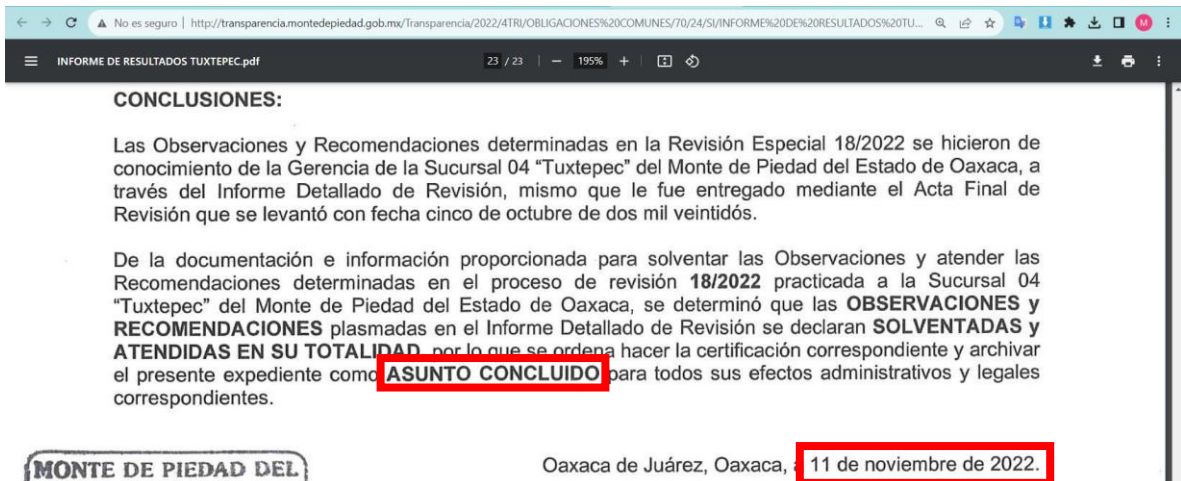 No es seguro | http://transparencia.montedepiedad.gob.mx/Transparencia/2022/4TRI/OBLIGACIONES%20COMUNES/70/24/SI/INFORME%20DE%20RESULTADOS%20TU...
M
INFORME DE RESULTADOS TUXTEPEC.pdf 23 / 23 | — 195% + |
CONCLUSIONES:
Las Observaciones y Recomendaciones determinadas en la Revisión Especial 18/2022 se hicieron de
conocimiento de la Gerencia de la Sucursal 04 “Tuxtepec” del Monte de Piedad del Estado de Oaxaca, a
través del Informe Detallado de Revisión, mismo que le fue entregado mediante el Acta Final de
Revisión que se levantó con fecha cinco de octubre de dos mil veintidós.
De la documentación e información proporcionada para solventar las Observaciones y atender las
Recomendaciones determinadas en el proceso de revisión 18/2022 practicada a la Sucursal 04
“Tuxtepec” del Monte de Piedad del Estado de Oaxaca, se determinó que las OBSERVACIONES y
RECOMENDACIONES plasmadas en el Informe Detallado de Revisión se declaran SOLVENTADAS y
ATENDIDAS EN SU TOTALIDAD, por lo que se ordena hacer la certificación correspondiente y archivar
el presente expediente como ASUNTO CONCLUIDO para todos sus efectos administrativos y legales
correspondientes.
MONTE DE PIEDAD DEL
Oaxaca de Juárez, Oaxaca, a 11 de noviembre de 2022.